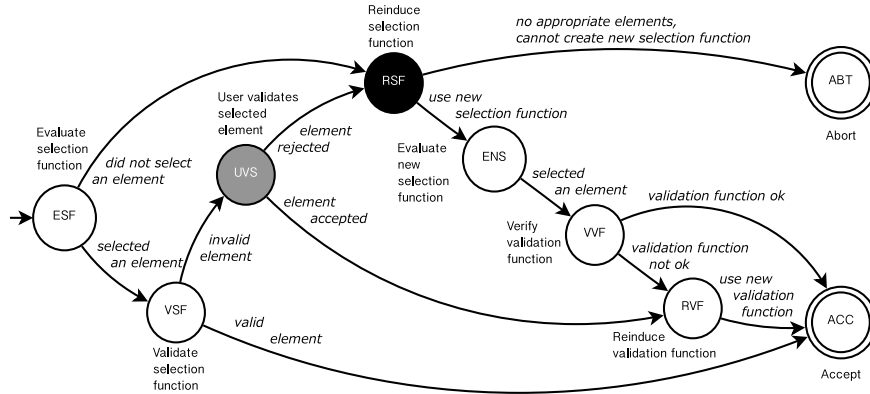 Reinduce
selection
function
no appropriate elements,
cannot create new selection function
RSF
ABT
Abort
User validates
selected
element
use new
selection function
Evaluate
selection
function
did not select
an element
element
rejected
Evaluate
new
selection
function
ENS
UVS
selected
an element
validation function ok
ESF
element
accepted
Verify
validation
function
VVF
selected
an element
invalid
element
validation function
not ok
use new
validation
function
VSF
valid
element
RVF
ACC
Validate
selection
function
Reinduce
validation function
Accept